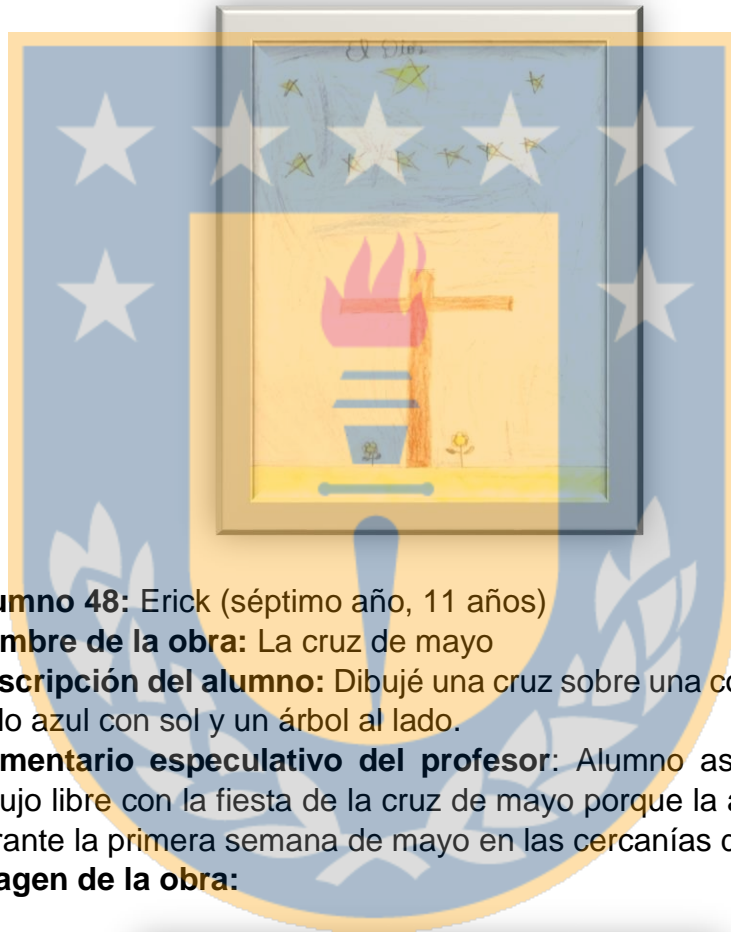 El Dios
umno 48: Erick (séptimo año, 11 años)
mbre de la obra: La cruz de mayo
scripción del alumno: Dibujé una cruz sobre una co
lo azul con sol y un árbol al lado.
mentario especulativo del profesor: Alumno as
ujo libre con la fiesta de la cruz de mayo porque la a
rante la primera semana de mayo en las cercanías d
agen de la obra: